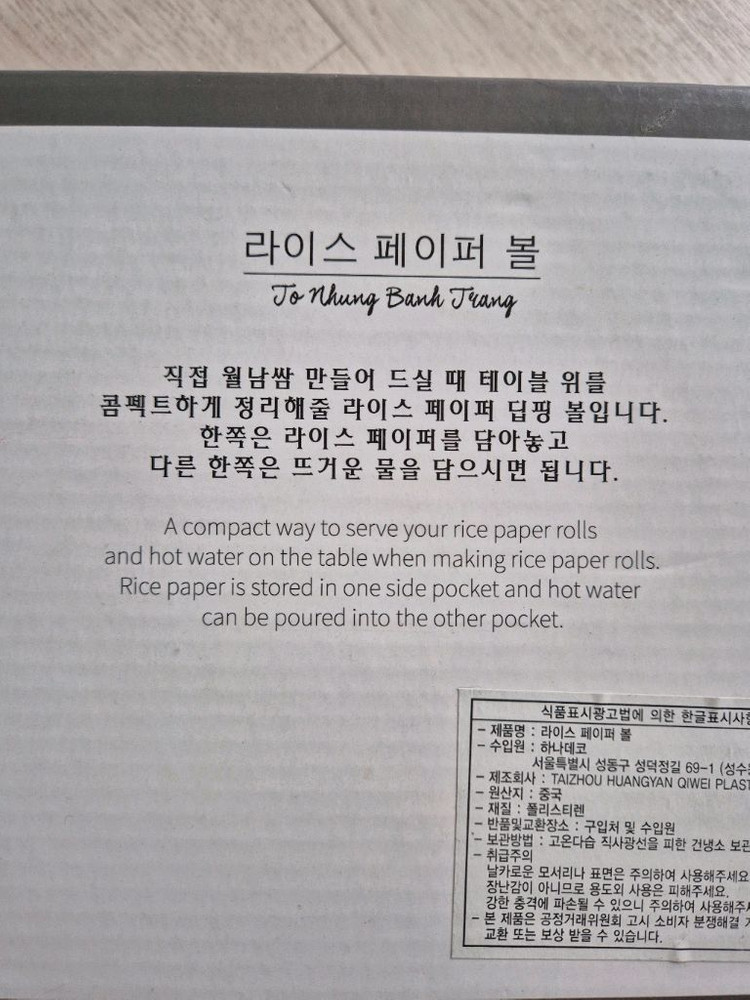 라이스 페이퍼 볼
To Nhung Banh Trang
직접 월남쌈 만들어 드실 때 테이블 위를
콤펙트하게 정리해줄 라이스 페이퍼 딥핑 볼입니다.
한쪽은 라이스 페이퍼를 담아놓고
다른 한쪽은 뜨거운 물을 담으시면 됩니다.
A compact way to serve your rice paper rolls
and hot water on the table when making rice paper rolls.
Rice paper is stored in one side pocket and hot water
can be poured into the other pocket.
식품표시광고법에 의한 한글표시사항
- 제품명 : 라이스 페이퍼 볼
- 수입원 : 하나데코
서울특별시 성동구 성덕정길 69-1 (성수
- 제조회사 : TAIZHOU HUANGYAN QIWEI PLAST
- 원산지 : 중국
- 재질 : 폴리스티렌
- 반품및교환장소 : 구입처 및 수입원
- 보관방법 : 고온다습 직사광선을 피한 건냉소 보관
- 취급주의
날카로운 모서리나 표면은 주의하여 사용해주세요
장난감이 아니므로 용도외 사용은 피해주세요.
강한 충격에 파손될 수 있으니 주의하여 사용해주세
- 본 제품은 공정거래위원회 고시 소비자 분쟁해결
교환 또는 보상 받을 수 있습니다.